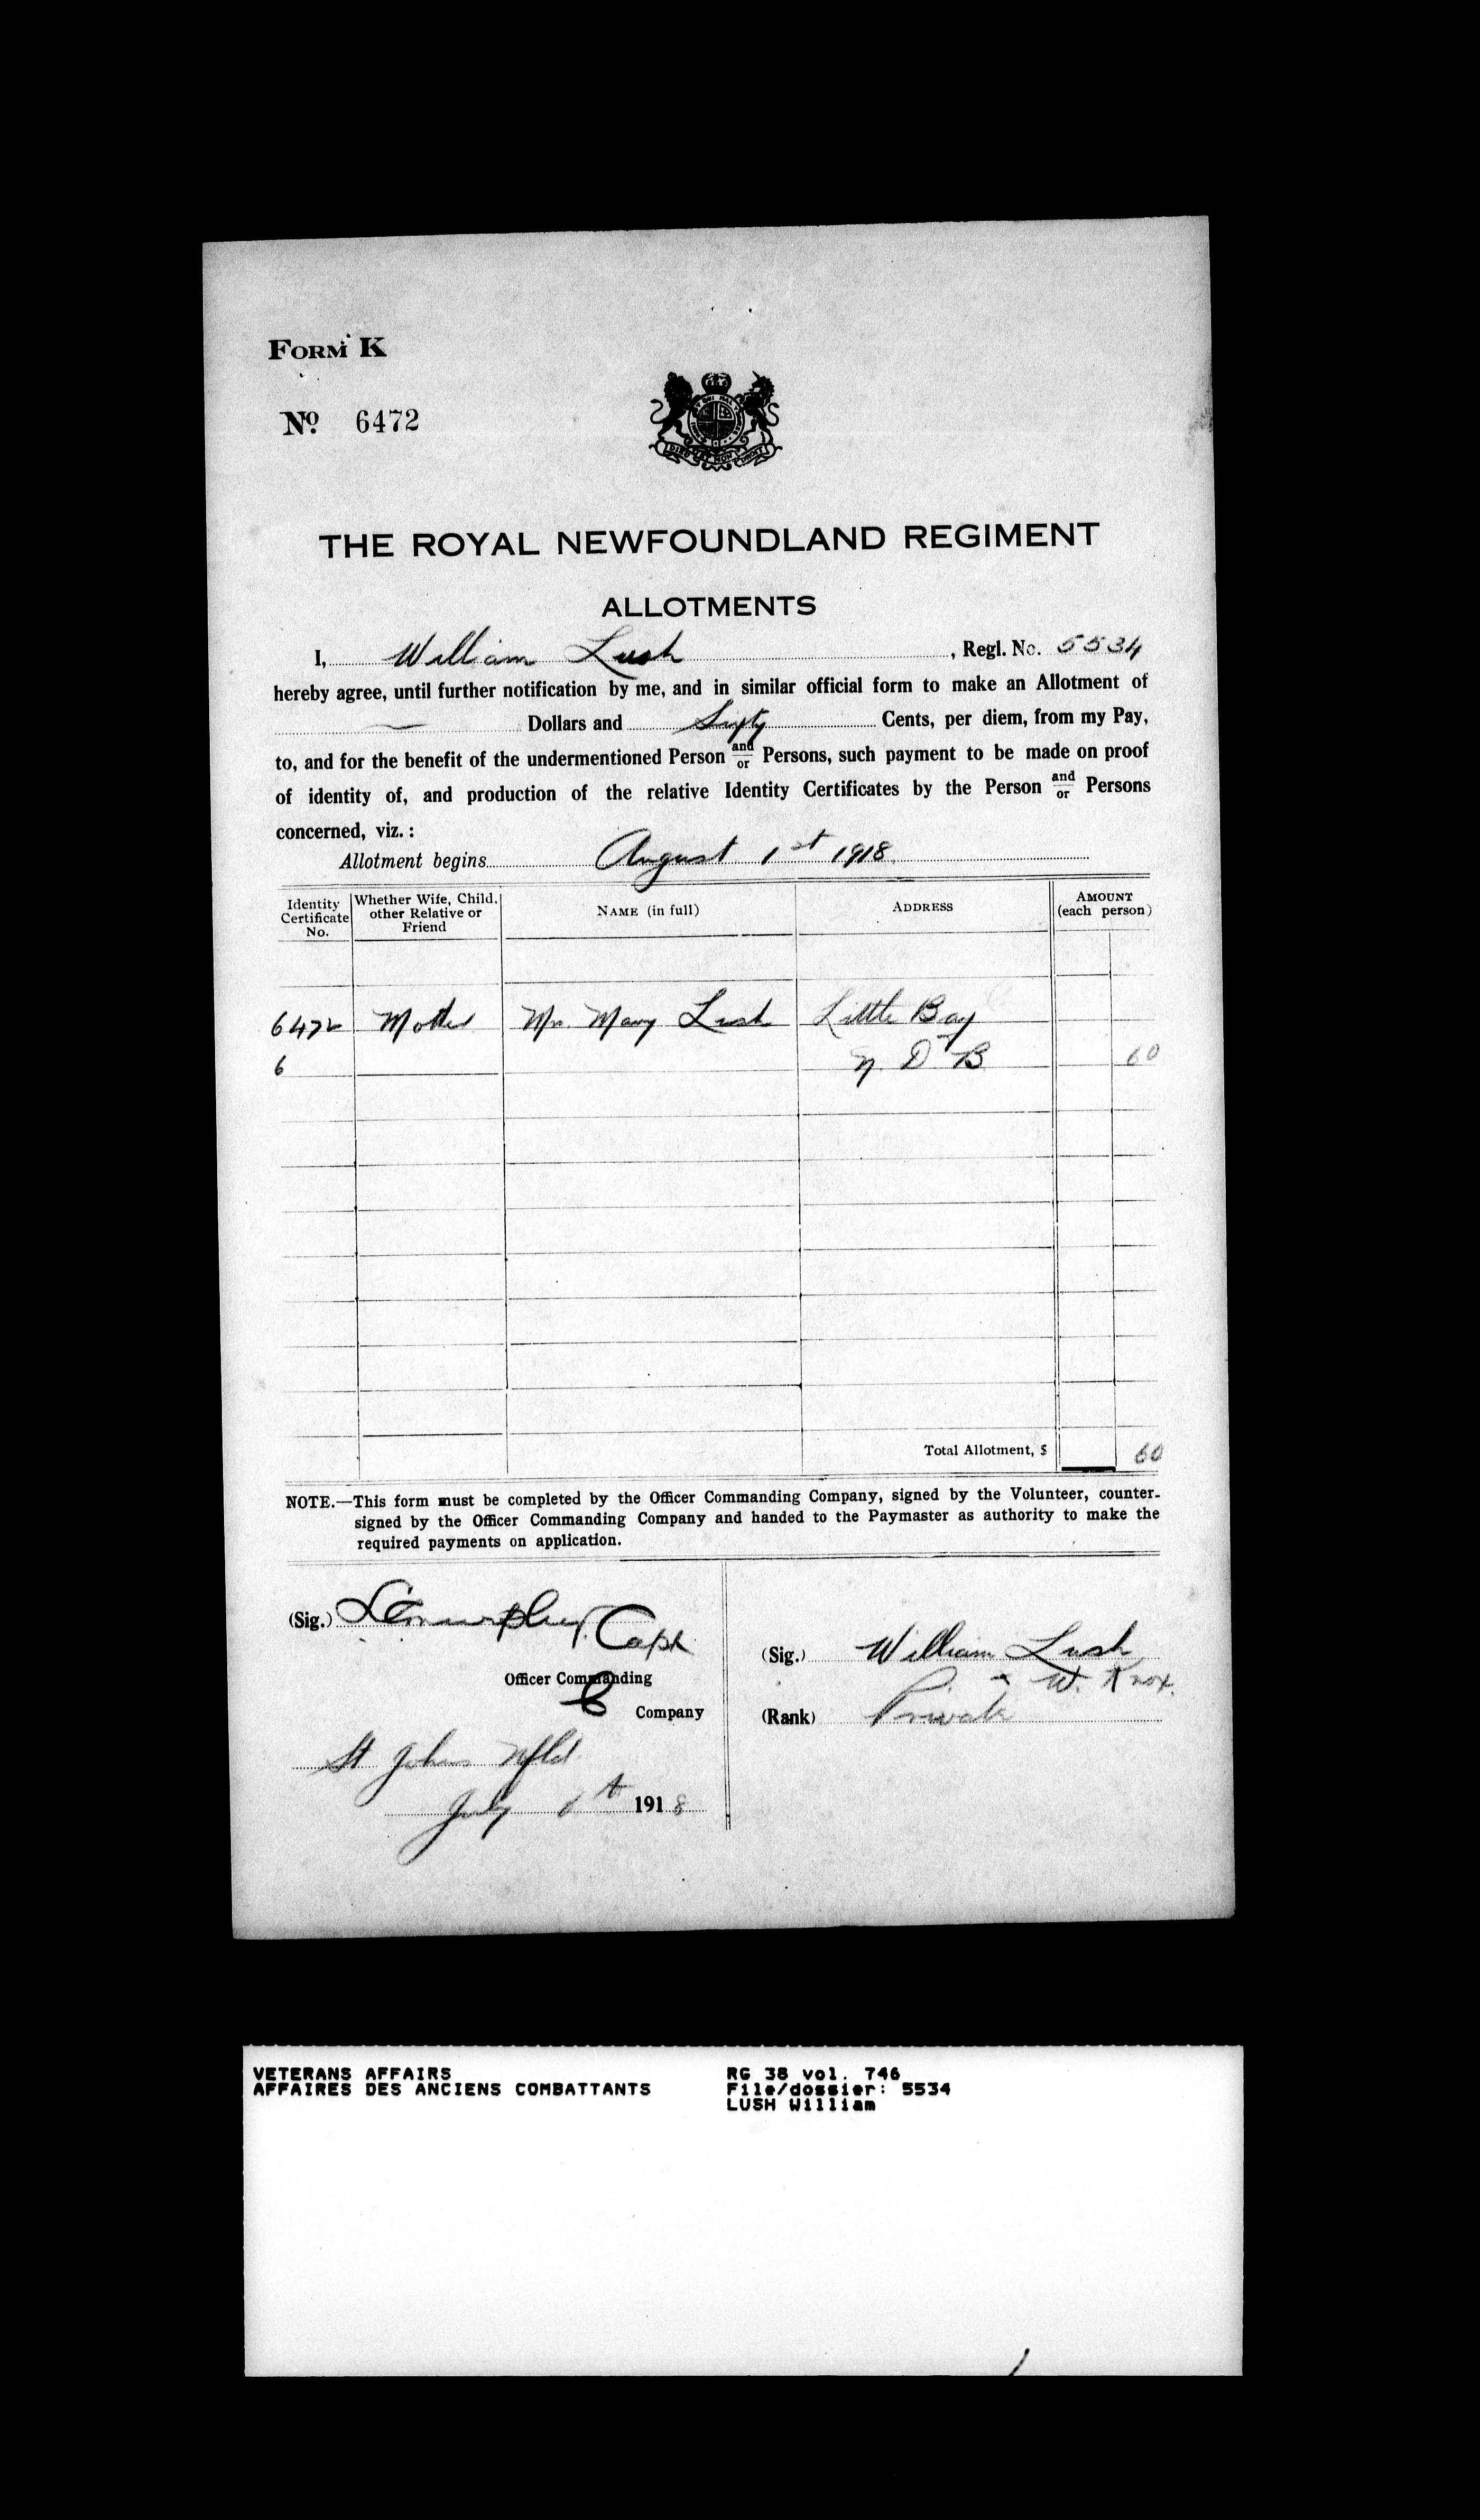 FORM K
No. 6472
THE ROYAL NEWFOUNDLAND REGIMENT
ALLOTMENTS
I, William Lush, Regl. No. 5534
hereby agree, until further notification by me, and in similar official form to make an Allotment of
— Dollars and Sixty Cents, per diem, from my Pay,
to, and for the benefit of the undermentioned Person and/or Persons, such payment to be made on proof
of identity of, and production of the relative Identity Certificates by the Person and/or Persons
concerned, viz.:
Allotment begins August 1st 1918
Identity Certificate No. Whether Wife, Child, other Relative or Friend NAME (in full) ADDRESS AMOUNT (each person)
6472 Mother Mrs. Mary Lush Little Bay
6 N. D. B 60
Total Allotment, $ 60
NOTE.—This form must be completed by the Officer Commanding Company, signed by the Volunteer, counter-
signed by the Officer Commanding Company and handed to the Paymaster as authority to make the
required payments on application.
(Sig.) Murphy Capt
Officer Commanding
C Company
(Sig.) William Lush
W. Knox.
(Rank) Private
St Johns Nfld
July 1918
VETERANS AFFAIRS
AFFAIRES DES ANCIENS COMBATTANTS
RG 38 vol. 746
File/dossier: 5534
LUSH William